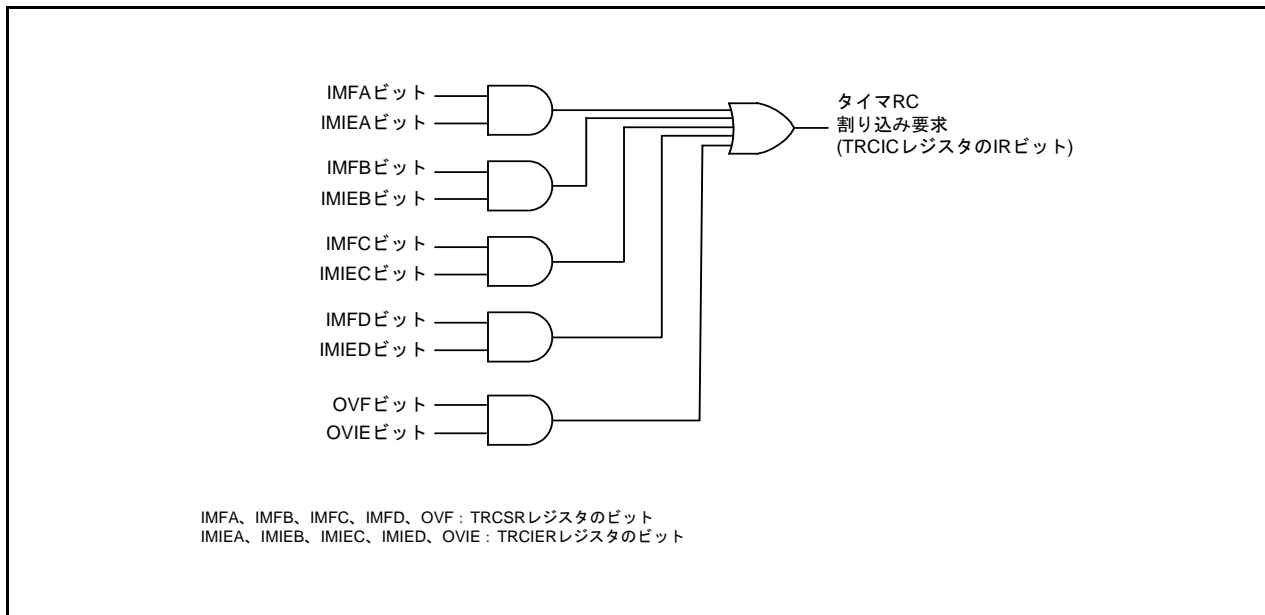 IMFAビット
IMIEAビット
IMFBビット
IMIEBビット
IMFCビット
IMIECビット
IMFDビット
IMIEDビット
OVFビット
OVIEビット
タイマRC
割り込み要求
(TRCICレジスタのIRビット)
IMFA、IMFB、IMFC、IMFD、OVF：TRCSRレジスタのビット
IMIEA、IMIEB、IMIEC、IMIED、OVIE：TRCIERレジスタのビット